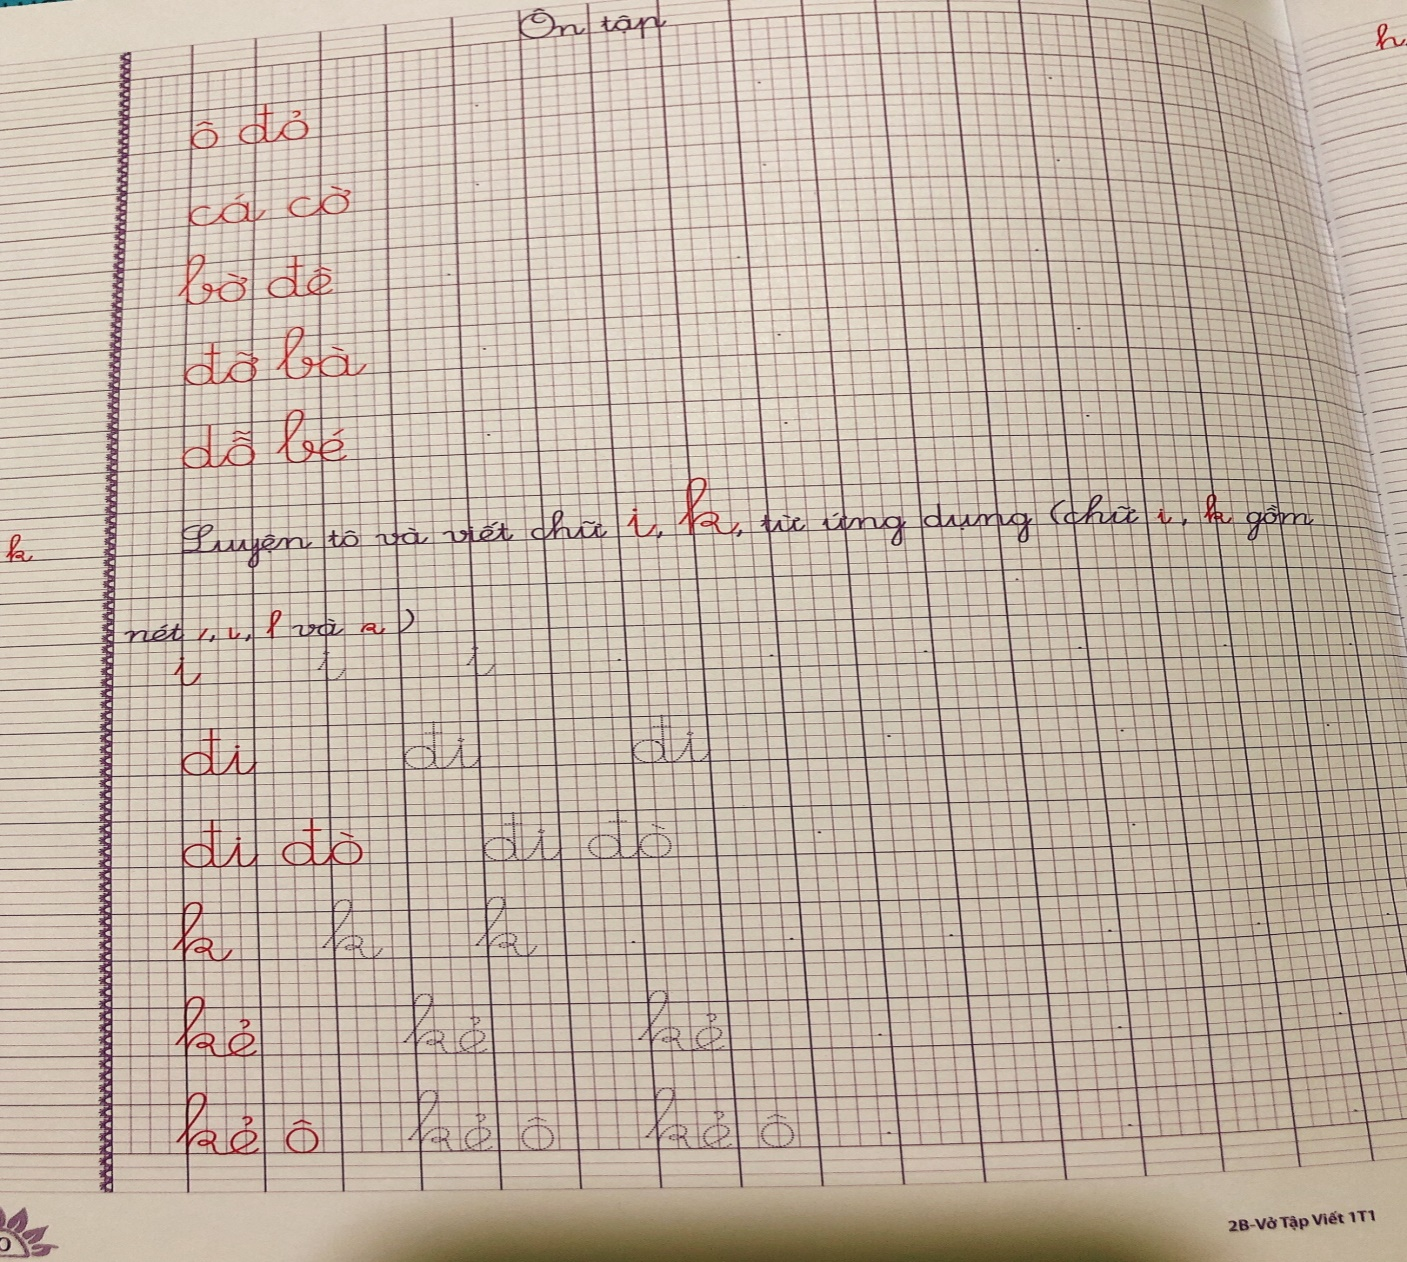 Ôn tập
h
ô đỏ
cá cờ
bờ đê
đỡ bà
dỗ bé
k
Luyện tô và viết chữ i, k, từ ứng dụng (chữ i, k gồm
nét , ɩ, l và )
i i i
đi đi đi
đi đò đi đò
k k k
kẻ kẻ kẻ
kẻ ô kẻ ô kẻ ô
2B-Vở Tập Viết 1T1